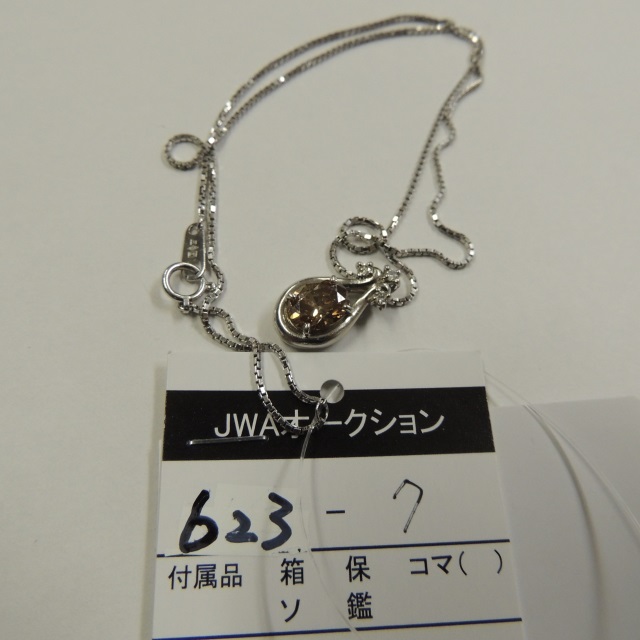 JWAオークション
623-7
付属品 箱 保 コマ( )
ソ 鑑